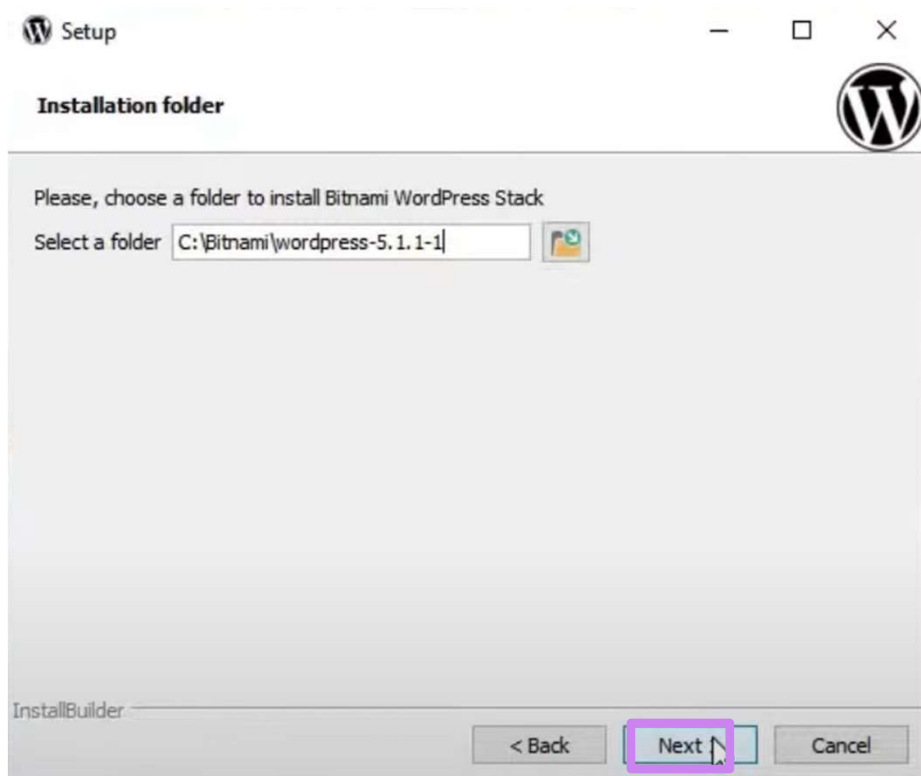 Setup
Installation folder
Please, choose a folder to install Bitnami WordPress Stack
Select a folder C:\Bitnami\wordpress-5.1.1-1
InstallBuilder
< Back Next Cancel